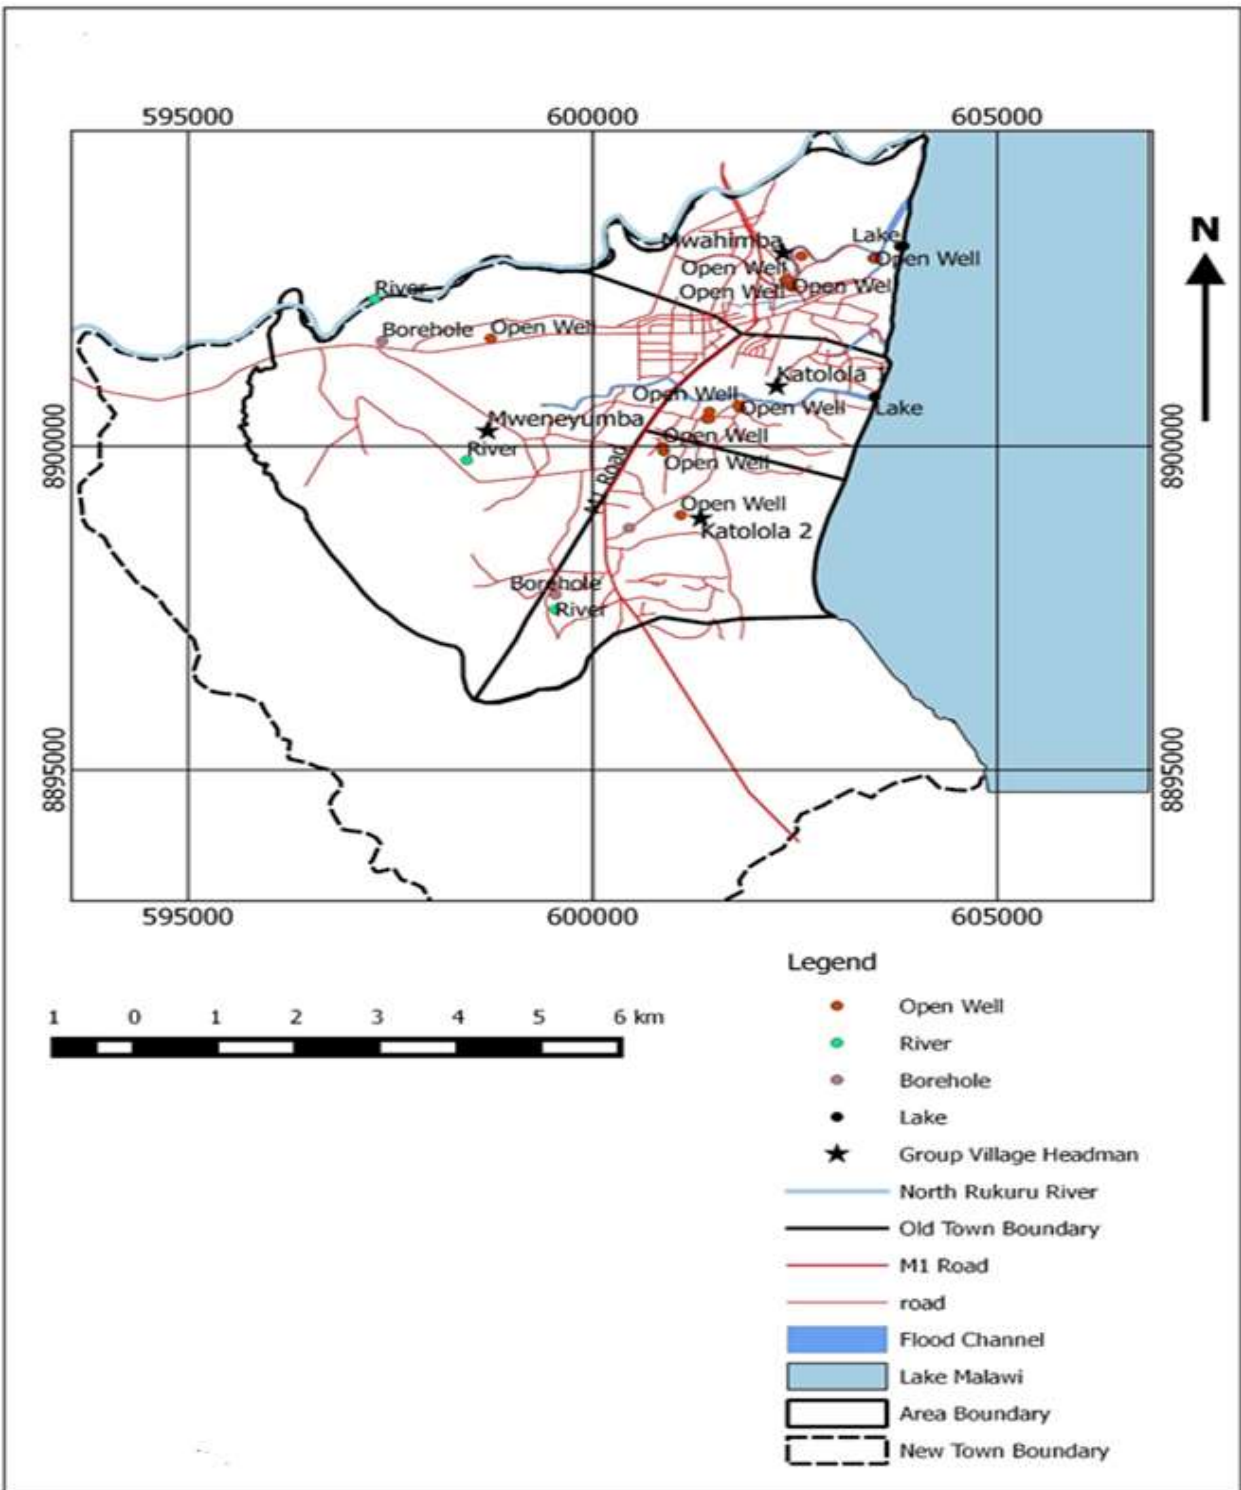 595000 600000 605000
N
Nwahimba
Lake
Open Well
Open Well
Open Wel
Open Well
River
Borehole
Open Well
Katolola 1
Open Well
Open Well
Lake
Mweneyumba
Open Well
River
Open Well
M1 Road
Open Well
Katolola 2
Borehole
River
8900000
8900000
8895000
8895000
595000 600000 605000
Legend
Open Well
River
Borehole
Lake
Group Village Headman
North Rukuru River
Old Town Boundary
M1 Road
road
Flood Channel
Lake Malawi
Area Boundary
New Town Boundary
1 0 1 2 3 4 5 6 km